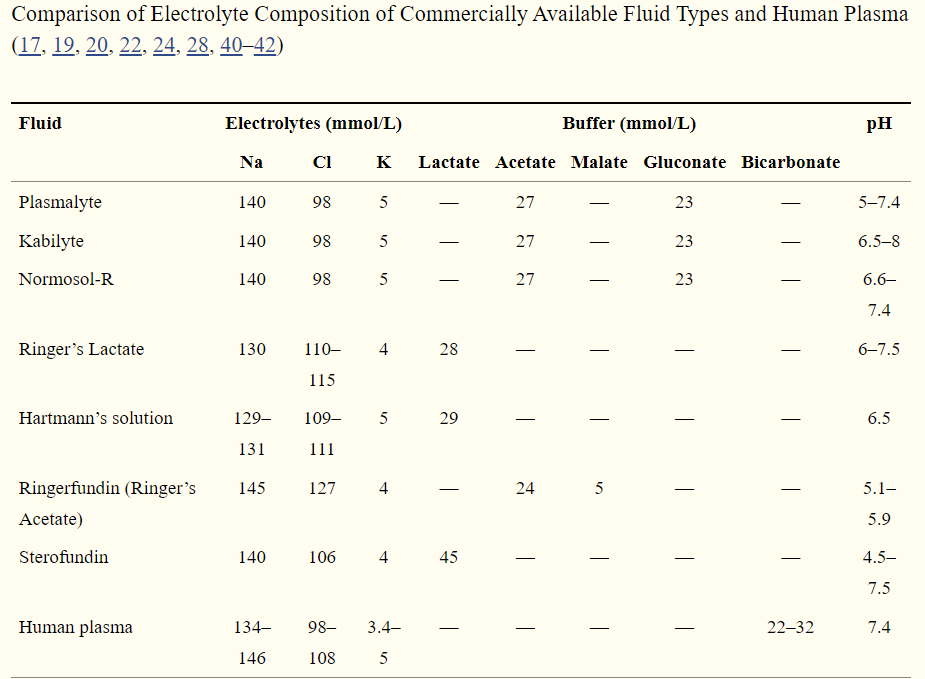 Comparison of Electrolyte Composition of Commercially Available Fluid Types and Human Plasma
(17, 19, 20, 22, 24, 28, 40–42)
Fluid Electrolytes (mmol/L) Buffer (mmol/L) pH
Na Cl K Lactate Acetate Malate Gluconate Bicarbonate
Plasmalyte 140 98 5 — 27 — 23 — 5–7.4
Kabilyte 140 98 5 — 27 — 23 — 6.5–8
Normosol-R 140 98 5 — 27 — 23 — 6.6–
7.4
Ringer’s Lactate 130 110– 4 28 — — — — 6–7.5
115
Hartmann’s solution 129– 109– 5 29 — — — — 6.5
131 111
Ringerfundin (Ringer’s 145 127 4 — 24 5 — — 5.1–
Acetate) 5.9
Sterofundin 140 106 4 45 — — — — 4.5–
7.5
Human plasma 134– 98– 3.4– — — — — 22–32 7.4
146 108 5